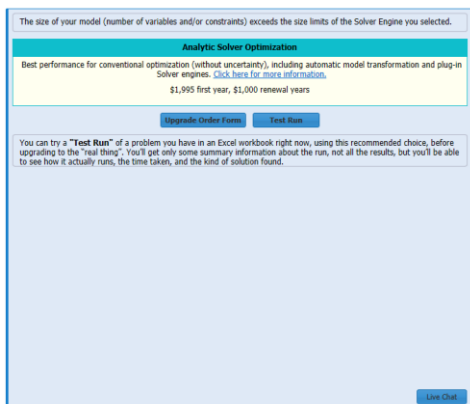 The size of your model (number of variables and/or constraints) exceeds the size limits of the Solver Engine you selected.
Analytic Solver Optimization
Best performance for conventional optimization (without uncertainty), including automatic model transformation and plug-in
Solver engines. Click here for more information.
$1,995 first year, $1,000 renewal years
Upgrade Order Form
Test Run
You can try a "Test Run" of a problem you have in an Excel workbook right now, using this recommended choice, before
upgrading to the "real thing". You'll get only some summary information about the run, not all the results, but you'll be able
to see how it actually runs, the time taken, and the kind of solution found.
Live Chat